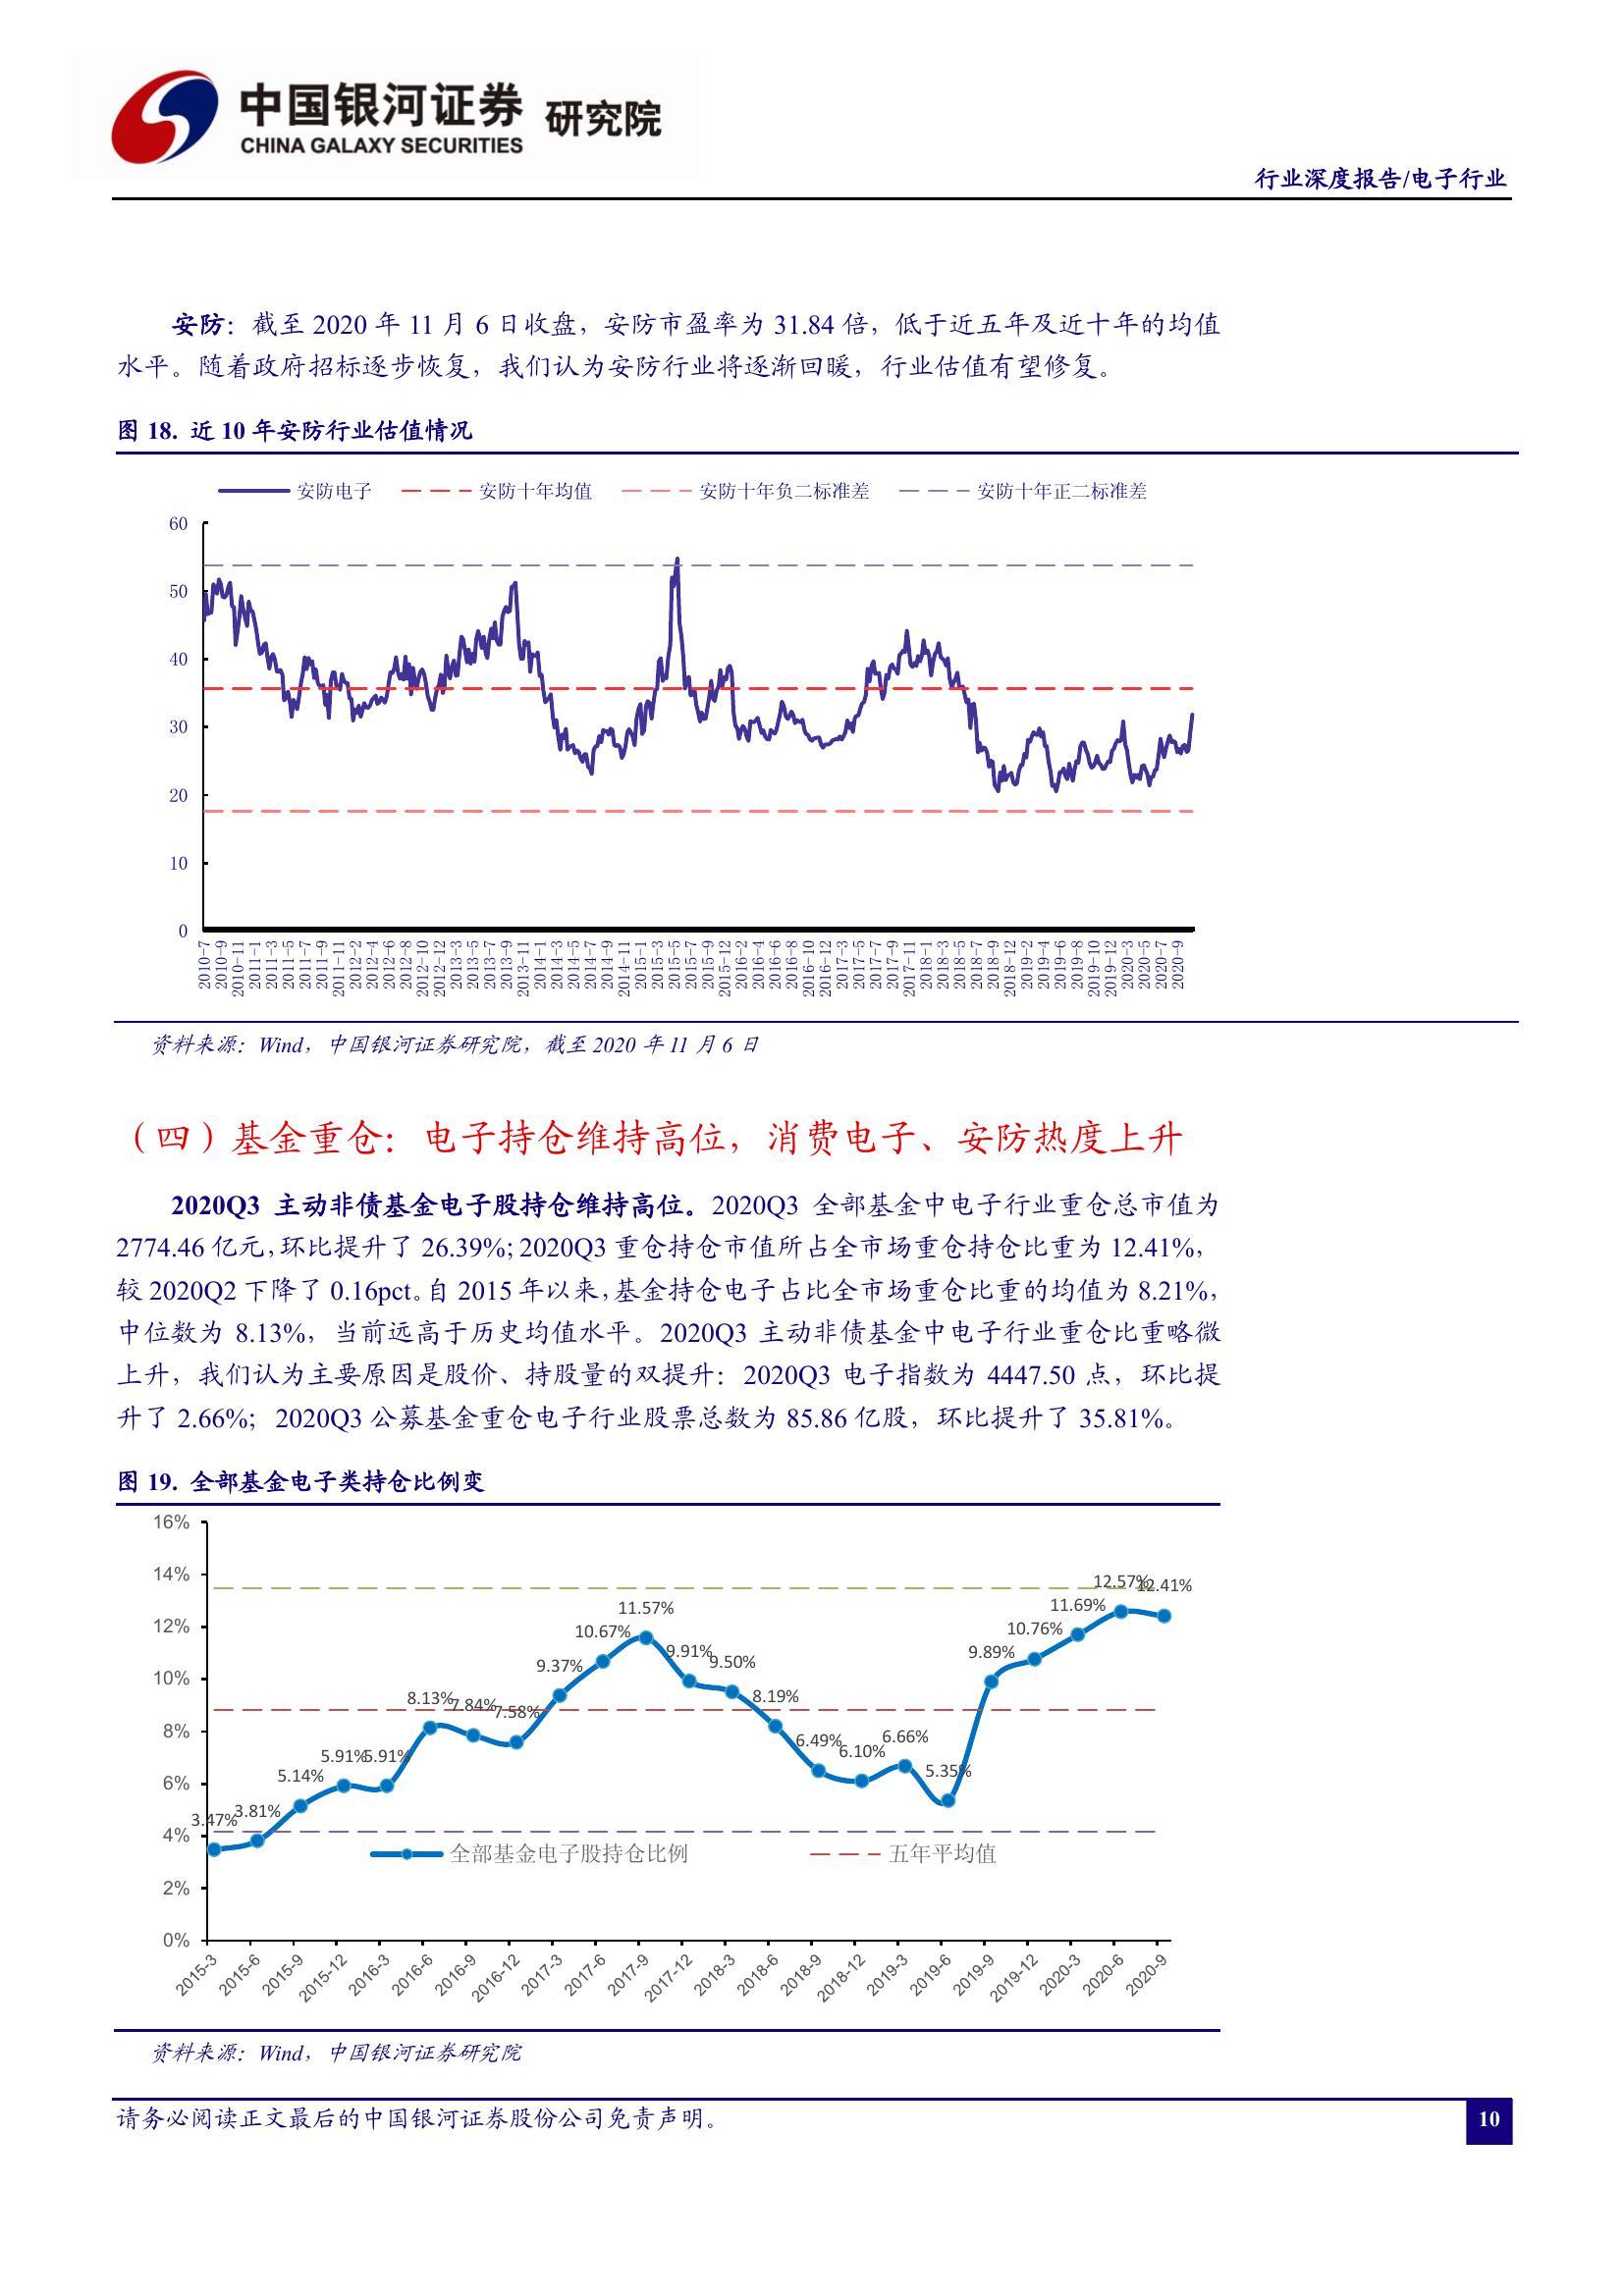 中国银河证券 研究院
CHINA GALAXY SECURITIES
行业深度报告/电子行业
安防：截至 2020 年 11 月 6 日收盘，安防市盈率为 31.84 倍，低于近五年及近十年的均值
水平。随着政府招标逐步恢复，我们认为安防行业将逐渐回暖，行业估值有望修复。
图 18. 近 10 年安防行业估值情况
安防电子 安防十年均值 安防十年负二标准差 安防十年正二标准差
60
50
40
30
20
10
0
2010-7 2010-9 2010-11 2011-1 2011-3 2011-5 2011-7 2011-9 2011-11 2012-2 2012-4 2012-6 2012-8 2012-10 2012-12 2013-3 2013-5 2013-7 2013-9 2013-11 2014-1 2014-3 2014-5 2014-7 2014-9 2014-11 2015-1 2015-3 2015-5 2015-7 2015-9 2015-12 2016-2 2016-4 2016-6 2016-8 2016-10 2016-12 2017-3 2017-5 2017-7 2017-9 2017-11 2018-1 2018-3 2018-5 2018-7 2018-9 2018-12 2019-2 2019-4 2019-6 2019-8 2019-10 2019-12 2020-3 2020-5 2020-7 2020-9
资料来源：Wind，中国银河证券研究院，截至 2020 年 11 月 6 日
（四）基金重仓：电子持仓维持高位，消费电子、安防热度上升
2020Q3 主动非债基金电子股持仓维持高位。2020Q3 全部基金中电子行业重仓总市值为
2774.46 亿元，环比提升了 26.39%；2020Q3 重仓持仓市值所占全市场重仓持仓比重为 12.41%，
较 2020Q2 下降了 0.16pct。自 2015 年以来，基金持仓电子占比全市场重仓比重的均值为 8.21%，
中位数为 8.13%，当前远高于历史均值水平。2020Q3 主动非债基金中电子行业重仓比重略微
上升，我们认为主要原因是股价、持股量的双提升：2020Q3 电子指数为 4447.50 点，环比提
升了 2.66%；2020Q3 公募基金重仓电子行业股票总数为 85.86 亿股，环比提升了 35.81%。
图 19. 全部基金电子类持仓比例变
16%
14%
12%
10%
8%
6%
4%
2%
0%
3.47% 3.81% 5.14% 5.91% 5.91% 8.13% 7.84% 7.58% 9.37% 10.67% 11.57% 9.91% 9.50% 8.19% 6.49% 6.10% 6.66% 5.35% 9.89% 10.76% 11.69% 12.57% 12.41%
全部基金电子股持仓比例 五年平均值
2015-3 2015-6 2015-9 2015-12 2016-3 2016-6 2016-9 2016-12 2017-3 2017-6 2017-9 2017-12 2018-3 2018-6 2018-9 2018-12 2019-3 2019-6 2019-9 2019-12 2020-3 2020-6 2020-9
资料来源：Wind，中国银河证券研究院
请务必阅读正文最后的中国银河证券股份公司免责声明。
10